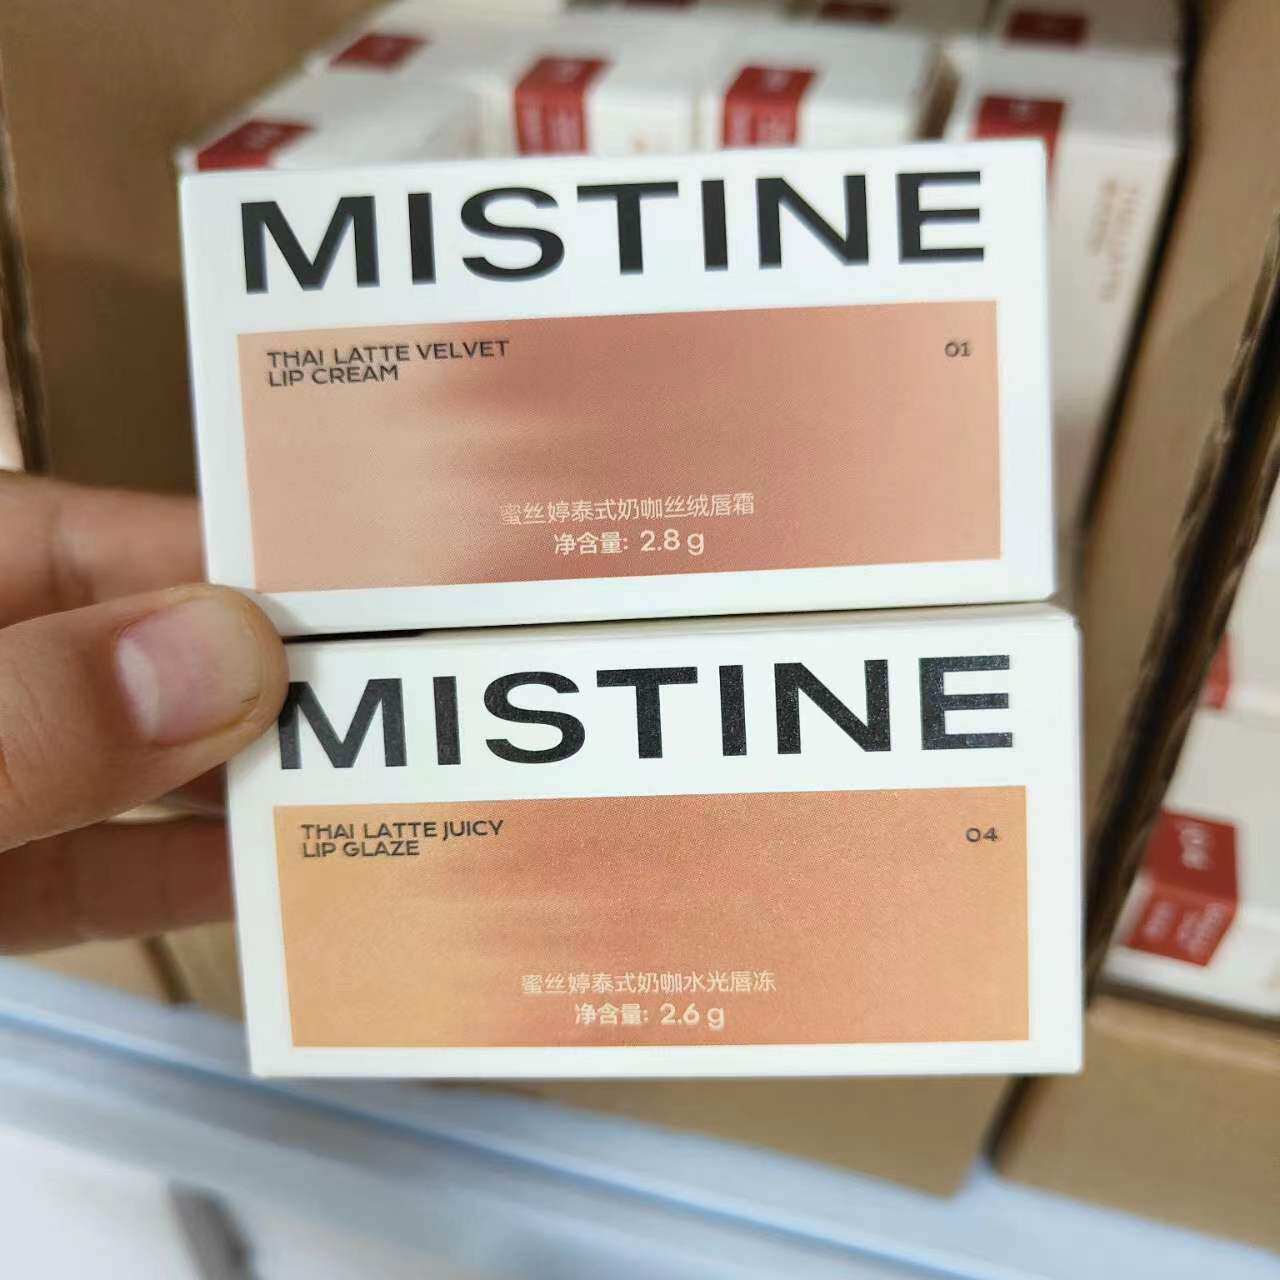 MISTINE
THAI LATTE VELVET
LIP CREAM
01
蜜丝婷泰式奶咖丝绒唇霜
净含量: 2.8 g
MISTINE
THAI LATTE JUICY
LIP GLAZE
04
蜜丝婷泰式奶咖水光唇冻
净含量: 2.6 g